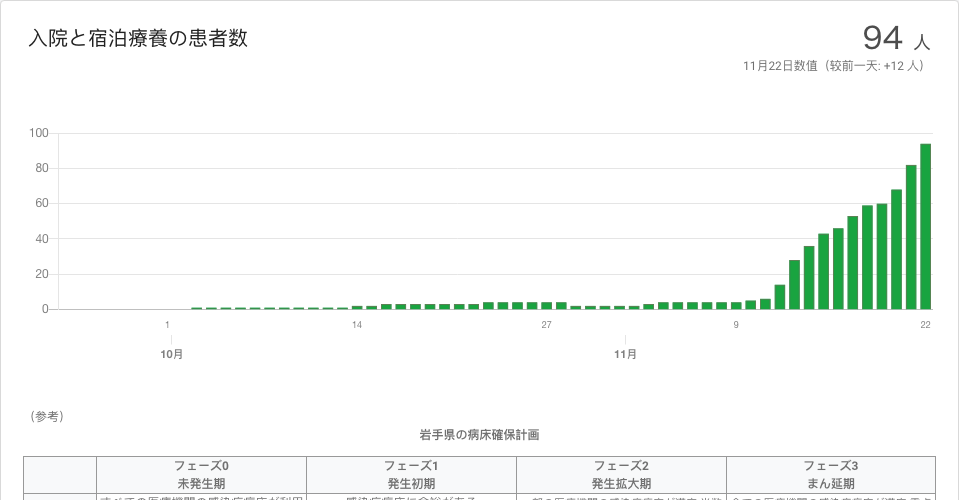 入院と宿泊療養の患者数
94 人
11月22日数値（较前一天: +12 人）
100
80
60
40
20
0
1 14 27 9 22
10月 11月
(参考)
岩手県の病床確保計画
フェーズ0 フェーズ1 フェーズ2 フェーズ3
未発生期 発生初期 発生拡大期 まん延期